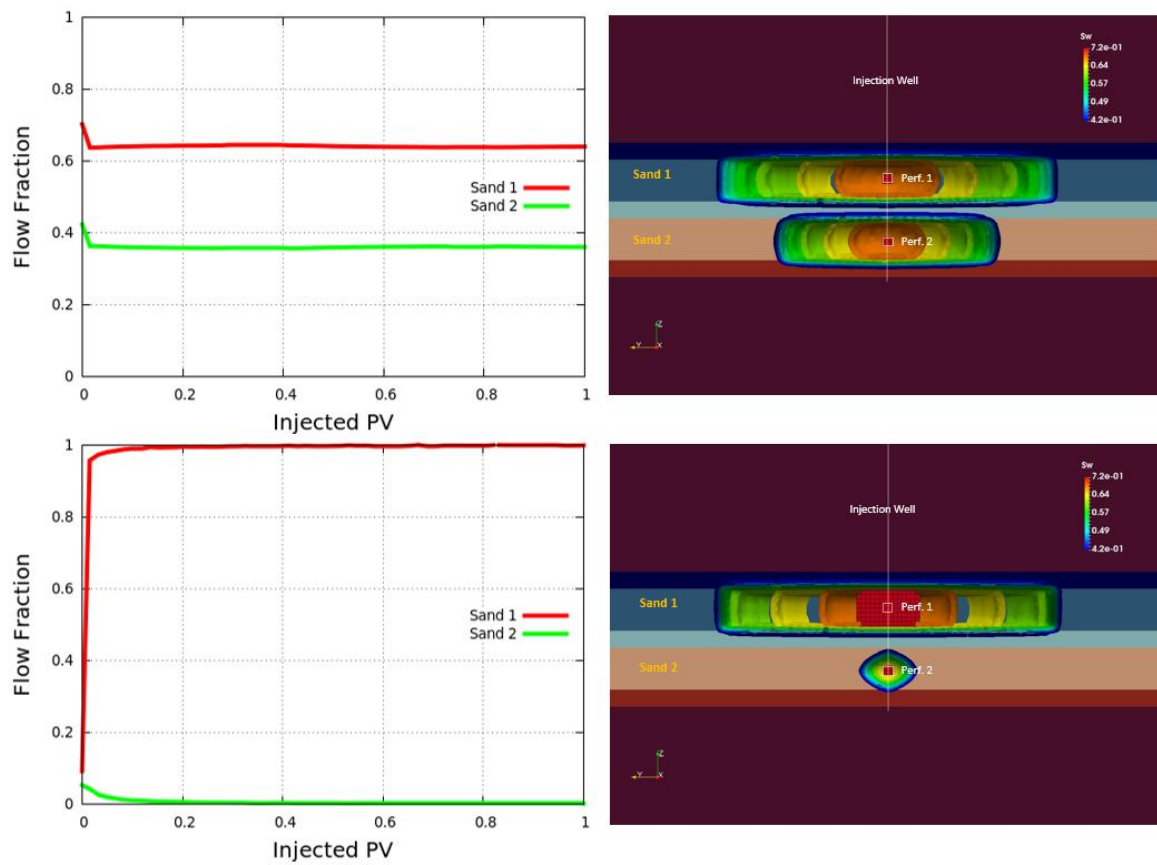 1
0.8
0.6
0.4
0.2
0
Flow Fraction
Sand 1
Sand 2
0 0.2 0.4 0.6 0.8 1
Injected PV
Injection Well
Sw
7.2e-01
0.64
0.57
0.49
4.2e-01
Sand 1
Perf. 1
Sand 2
Perf. 2
Z
Y X
1
0.8
0.6
0.4
0.2
0
Flow Fraction
Sand 1
Sand 2
0 0.2 0.4 0.6 0.8 1
Injected PV
Injection Well
Sw
7.2e-01
0.64
0.57
0.49
4.2e-01
Sand 1
Perf. 1
Sand 2
Perf. 2
Z
Y X